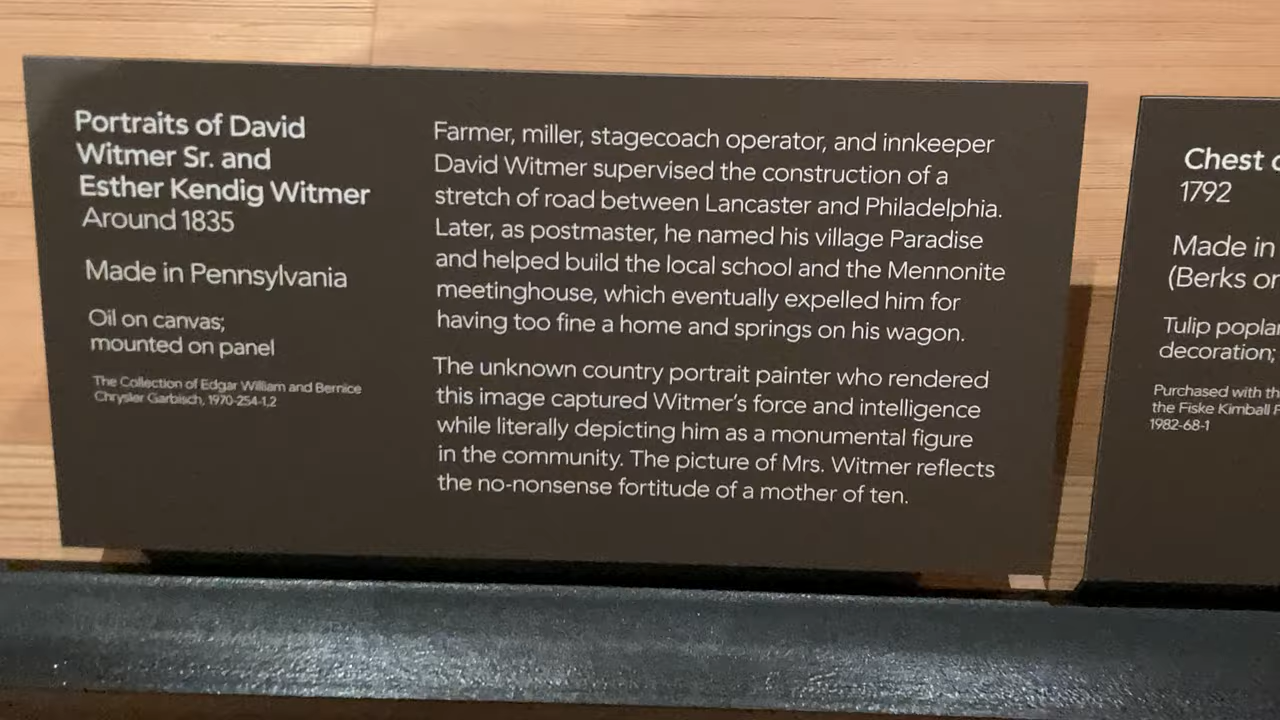 Portraits of David
Witmer Sr. and
Esther Kendig Witmer
Around 1835
Made in Pennsylvania
Oil on canvas;
mounted on panel
The Collection of Edgar William and Bernice
Chrysler Garbisch, 1970-254-1,2
Farmer, miller, stagecoach operator, and innkeeper
David Witmer supervised the construction of a
stretch of road between Lancaster and Philadelphia.
Later, as postmaster, he named his village Paradise
and helped build the local school and the Mennonite
meetinghouse, which eventually expelled him for
having too fine a home and springs on his wagon.
The unknown country portrait painter who rendered
this image captured Witmer's force and intelligence
while literally depicting him as a monumental figure
in the community. The picture of Mrs. Witmer reflects
the no-nonsense fortitude of a mother of ten.
Chest
1792
Made in
(Berks or
Tulip
decoration;
Purchased with
the Fiske Kimball
1982-68-1